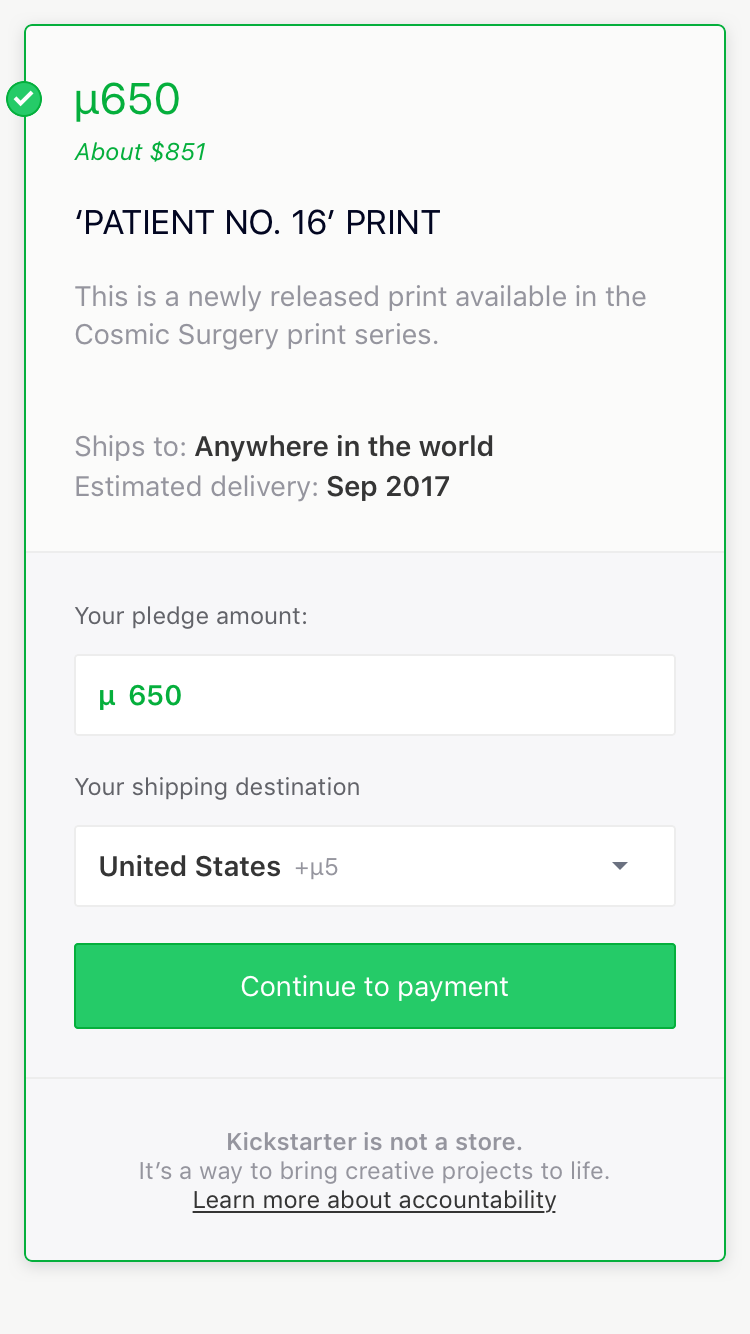 µ650
About $851
‘PATIENT NO. 16’ PRINT
This is a newly released print available in the
Cosmic Surgery print series.
Ships to: Anywhere in the world
Estimated delivery: Sep 2017
Your pledge amount:
µ 650
Your shipping destination
United States +µ5
Continue to payment
Kickstarter is not a store.
It’s a way to bring creative projects to life.
Learn more about accountability